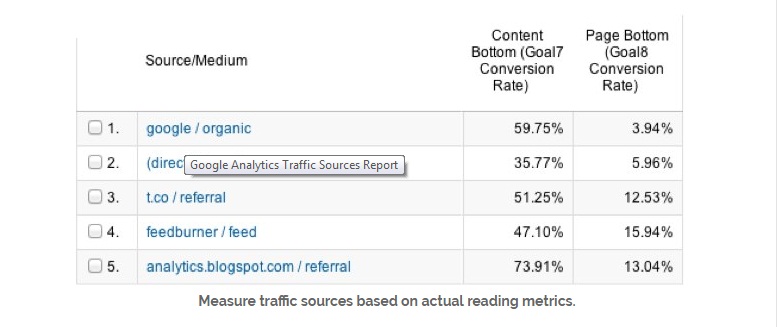 Source/Medium
Content
Bottom (Goal7
Conversion
Rate)
Page Bottom
(Goal8
Conversion
Rate)
1. google / organic 59.75% 3.94%
2. (direc 35.77% 5.96%
Google Analytics Traffic Sources Report
3. t.co / referral 51.25% 12.53%
4. feedburner / feed 47.10% 15.94%
5. analytics.blogspot.com / referral 73.91% 13.04%
Measure traffic sources based on actual reading metrics.